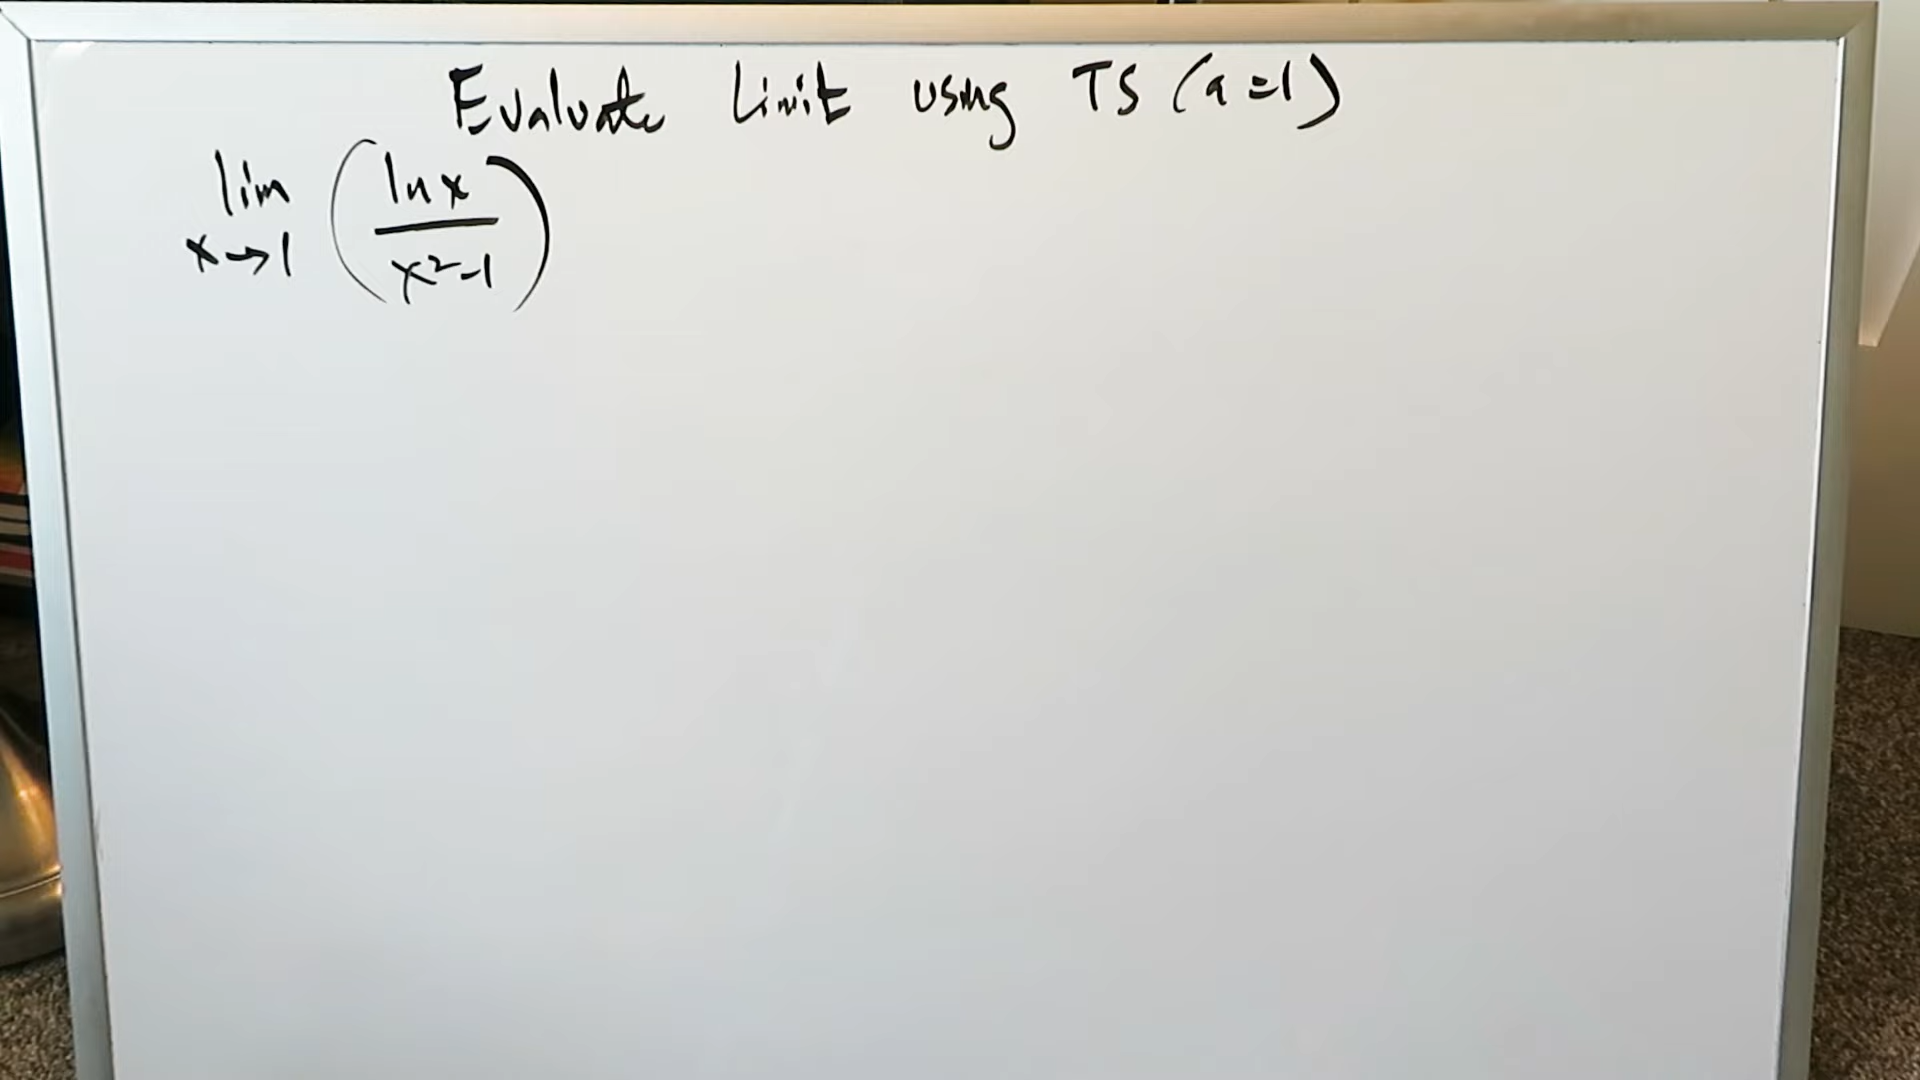 Evaluate Limit using TS (a=1)
lim x→1 (ln x / x²-1)